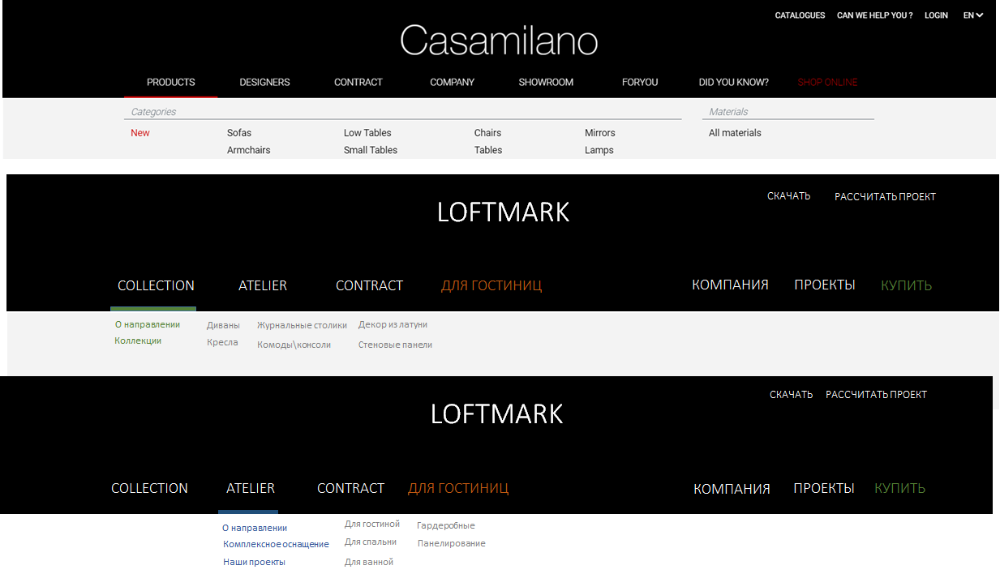 CATALOGUES CAN WE HELP YOU ? LOGIN EN
Casamilano
PRODUCTS DESIGNERS CONTRACT COMPANY SHOWROOM FORYOU DID YOU KNOW? SHOP ONLINE
Categories Materials
New Sofas Low Tables Chairs Mirrors All materials
Armchairs Small Tables Tables Lamps
СКАЧАТЬ РАССЧИТАТЬ ПРОЕКТ
LOFTMARK
COLLECTION ATELIER CONTRACT ДЛЯ ГОСТИНИЦ КОМПАНИЯ ПРОЕКТЫ КУПИТЬ
О направлении Диваны Журнальные столики Декор из латуни
Коллекции Кресла Комоды\консоли Стеновые панели
СКАЧАТЬ РАССЧИТАТЬ ПРОЕКТ
LOFTMARK
COLLECTION ATELIER CONTRACT ДЛЯ ГОСТИНИЦ КОМПАНИЯ ПРОЕКТЫ КУПИТЬ
О направлении Для гостиной Гардеробные
Комплексное оснащение Для спальни Панелирование
Наши проекты Для ванной